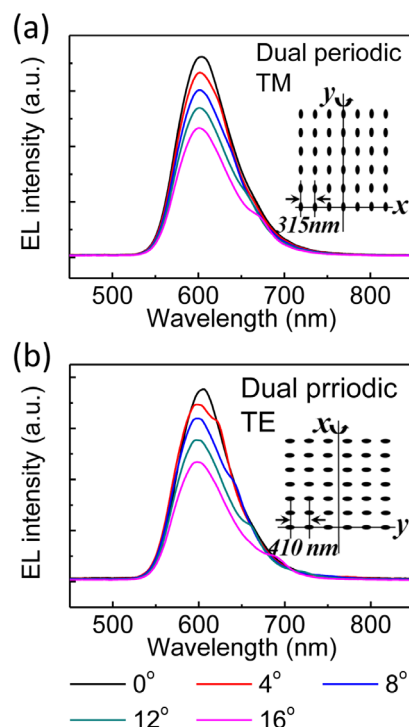 (a)
Dual periodic
TM
y
x
315nm
EL intensity (a.u.)
500 600 700 800
Wavelength (nm)
(b)
Dual prriodic
TE
x
y
410 nm
EL intensity (a.u.)
500 600 700 800
Wavelength (nm)
0° 4° 8°
12° 16°